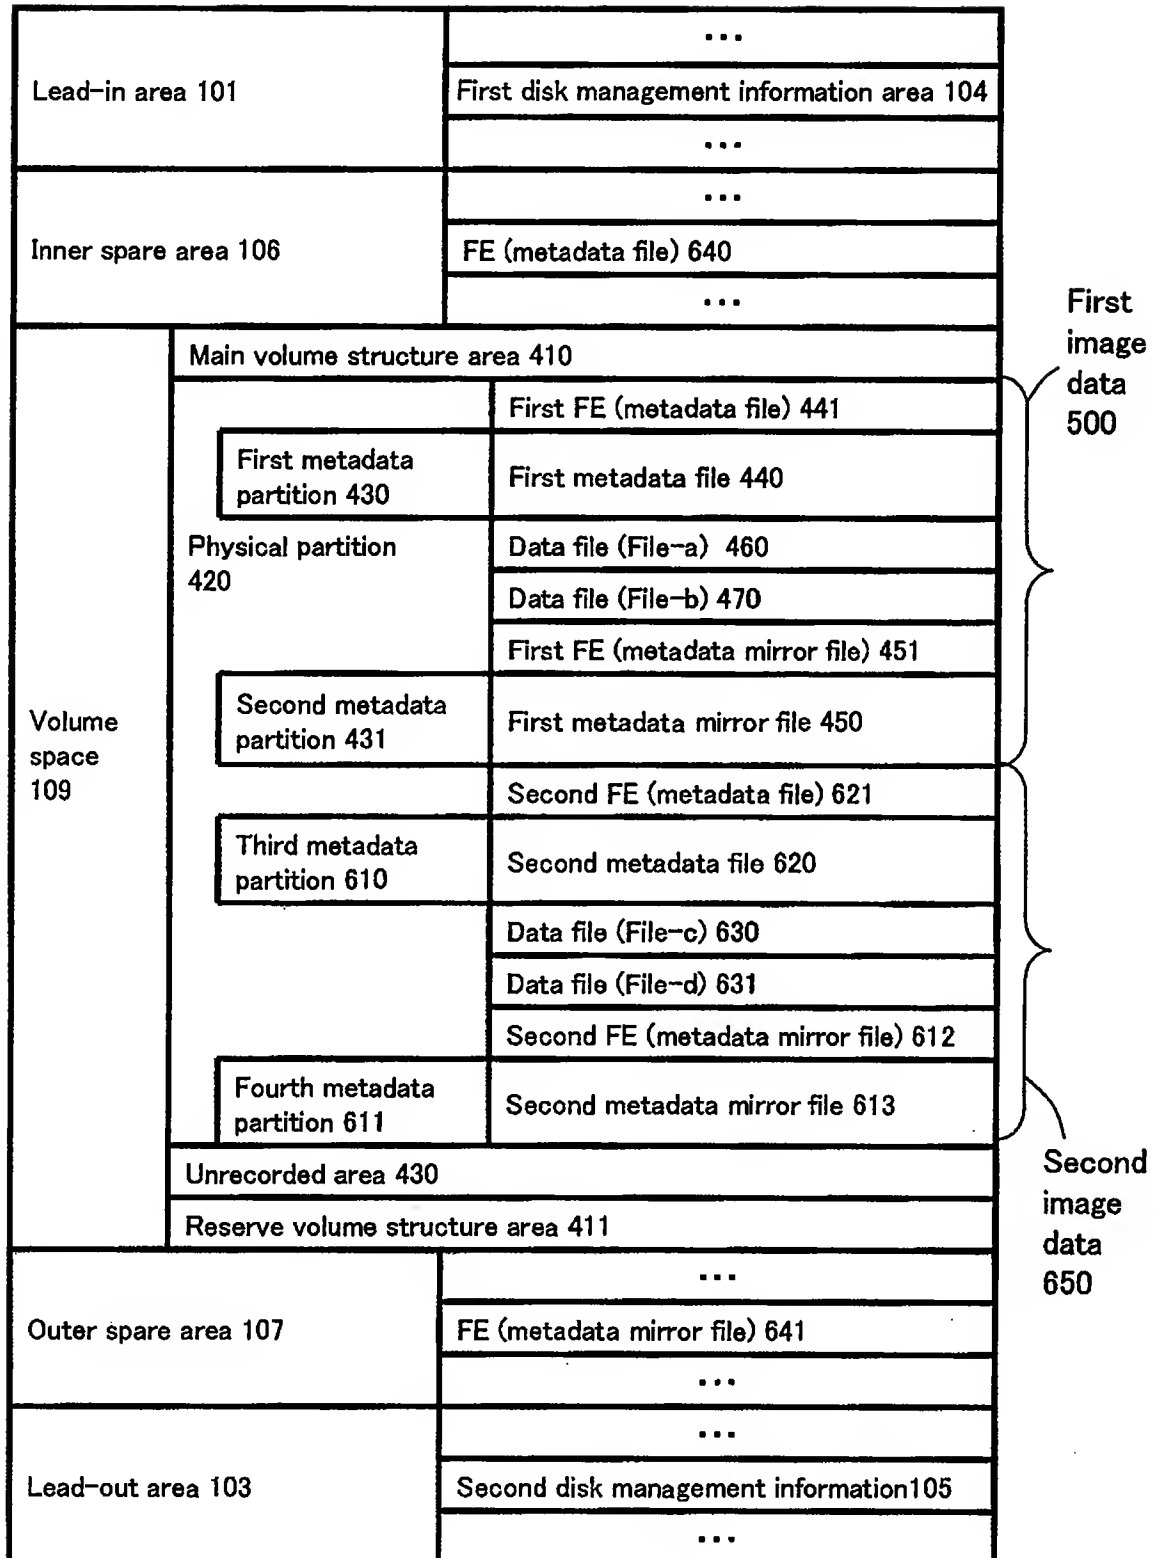 ...
Lead-in area 101
First disk management information area 104
...
...
Inner spare area 106
FE (metadata file) 640
...
First
image
data
500
Main volume structure area 410
First FE (metadata file) 441
First metadata
partition 430
First metadata file 440
Physical partition
420
Data file (File-a) 460
Data file (File-b) 470
First FE (metadata mirror file) 451
Volume
space
109
Second metadata
partition 431
First metadata mirror file 450
Second FE (metadata file) 621
Third metadata
partition 610
Second metadata file 620
Data file (File-c) 630
Data file (File-d) 631
Second FE (metadata mirror file) 612
Fourth metadata
partition 611
Second metadata mirror file 613
Unrecorded area 430
Reserve volume structure area 411
Second
image
data
650
...
Outer spare area 107
FE (metadata mirror file) 641
...
...
Lead-out area 103
Second disk management information105
...